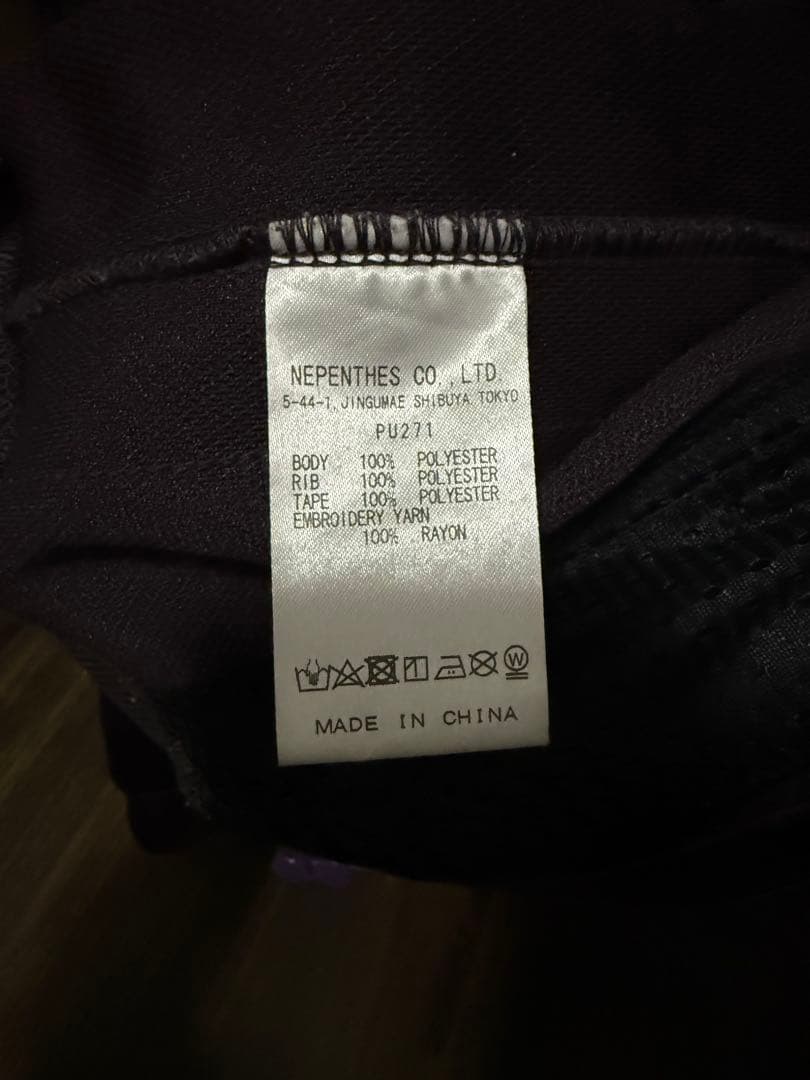 NEPENTHES CO.,LTD
5-44-1,JINGUMAE SHIBUYA TOKYO
PU271
BODY 100% POLYESTER
RIB 100% POLYESTER
TAPE 100% POLYESTER
EMBROIDERY YARN
100% RAYON
W
MADE IN CHINA